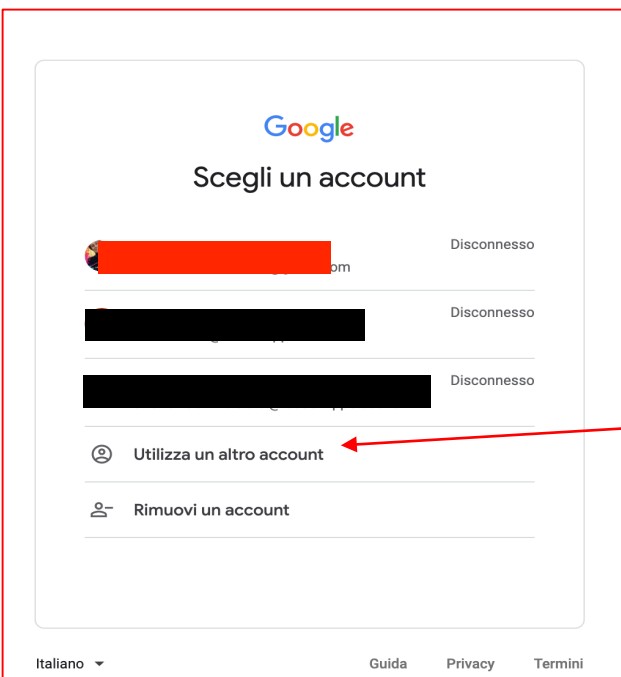 Google
Scegli un account
Disconnesso
om
Disconnesso
Disconnesso
Utilizza un altro account
Rimuovi un account
Italiano
Guida Privacy Termini